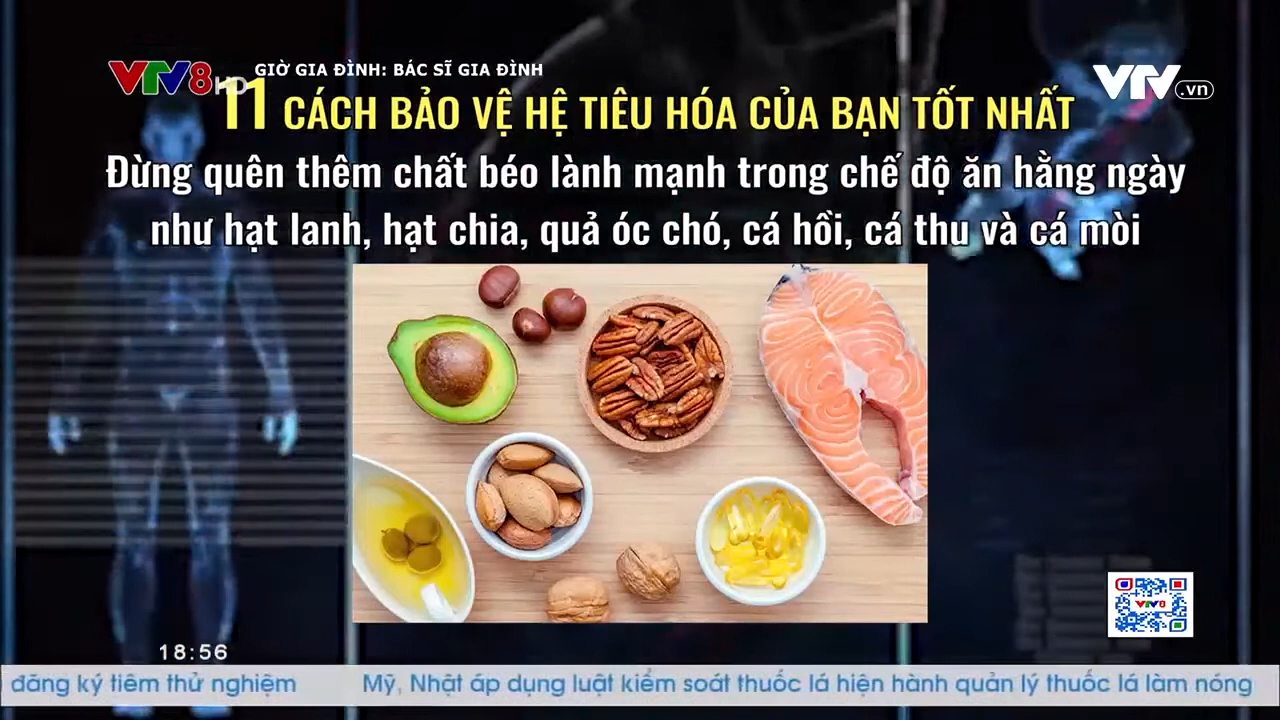 VTV8 HD
GIỜ GIA ĐÌNH: BÁC SĨ GIA ĐÌNH
VTV.vn
11 CÁCH BẢO VỆ HỆ TIÊU HÓA CỦA BẠN TỐT NHẤT
Đừng quên thêm chất béo lành mạnh trong chế độ ăn hằng ngày
như hạt lanh, hạt chia, quả óc chó, cá hồi, cá thu và cá mòi
VTV8
18:56
đăng ký tiêm thử nghiệm Mỹ, Nhật áp dụng luật kiểm soát thuốc lá hiện hành quản lý thuốc lá làm nóng